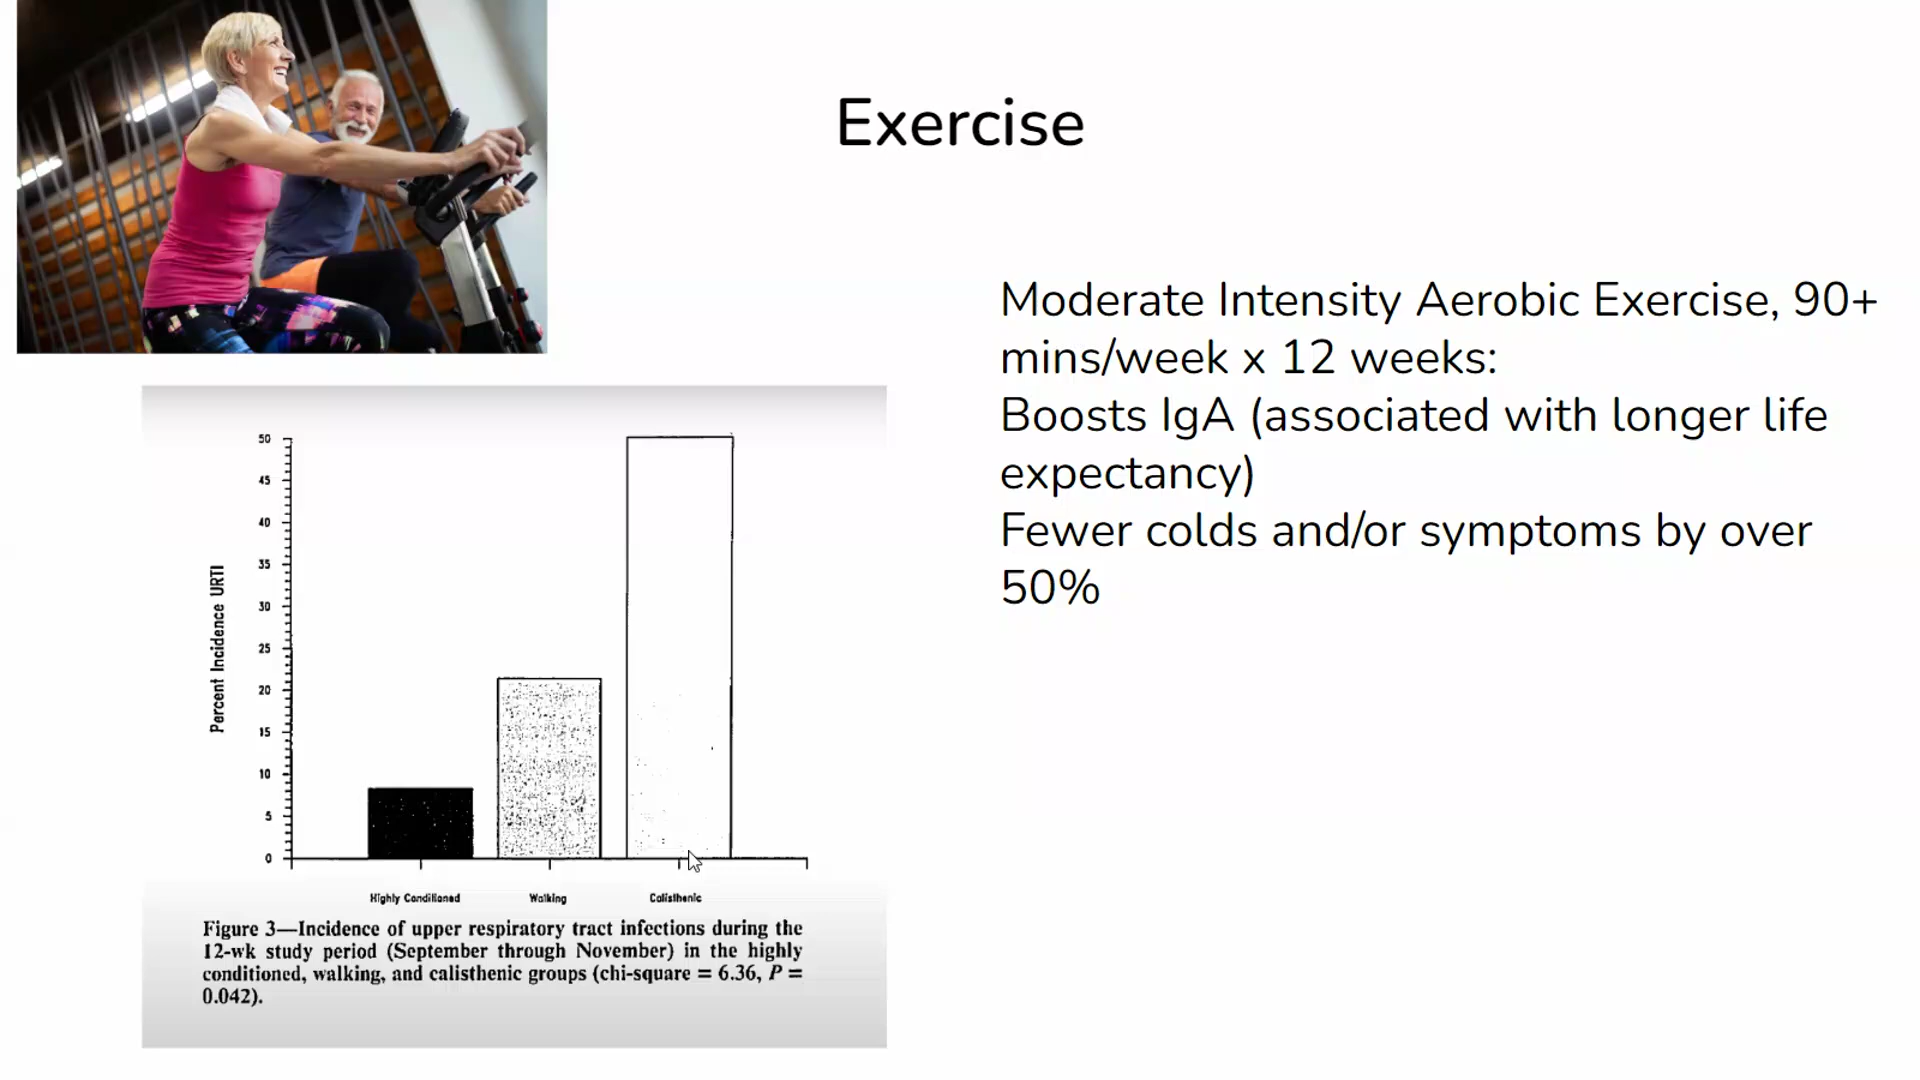 Exercise
Moderate Intensity Aerobic Exercise, 90+
mins/week x 12 weeks:
Boosts IgA (associated with longer life
expectancy)
Fewer colds and/or symptoms by over
50%
Percent Incidence URTI
50
45
40
35
30
25
20
15
10
5
0
Highly Conditioned Walking Calisthenic
Figure 3—Incidence of upper respiratory tract infections during the
12-wk study period (September through November) in the highly
conditioned, walking, and calisthenic groups (chi-square = 6.36, P =
0.042).